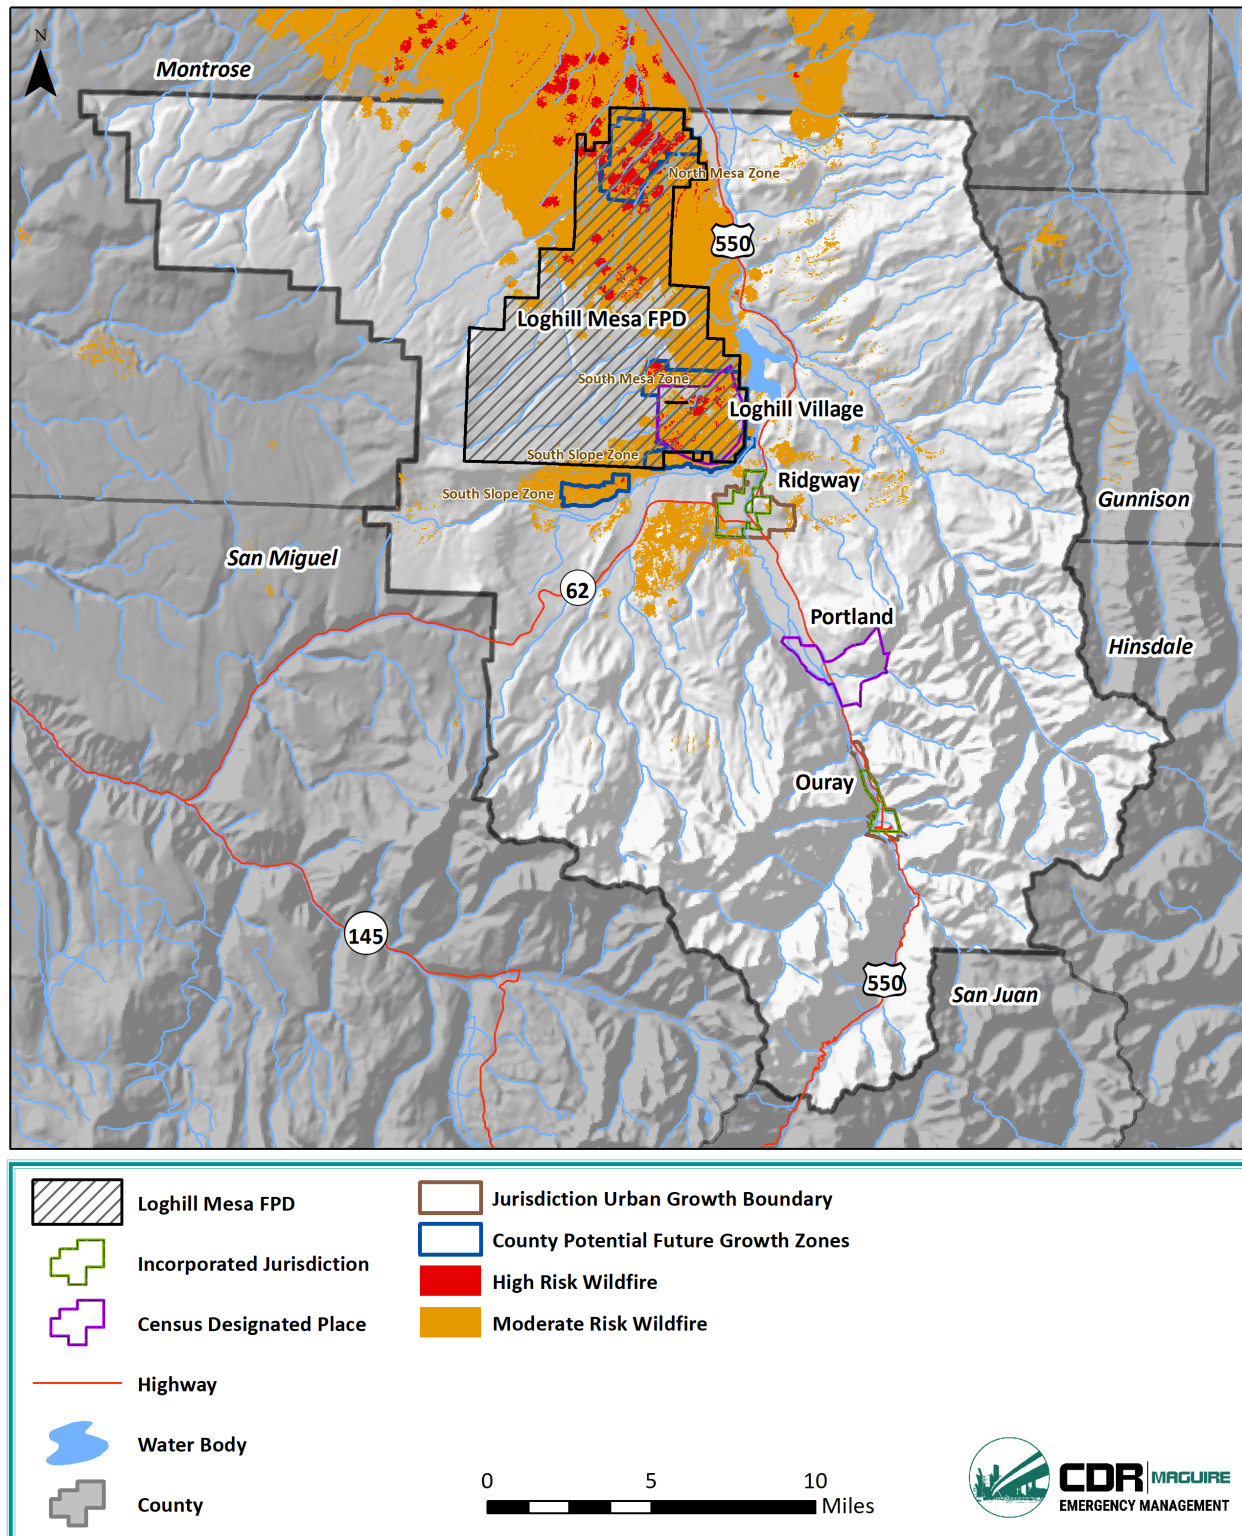 N
Montrose
North Mesa Zone
550
Loghill Mesa FPD
South Mesa Zone
Loghill Village
South Slope Zone
Ridgway
South Slope Zone
Gunnison
San Miguel
62
Portland
Hinsdale
Ouray
145
550
San Juan
Loghill Mesa FPD
Incorporated Jurisdiction
Census Designated Place
Highway
Water Body
County
Jurisdiction Urban Growth Boundary
County Potential Future Growth Zones
High Risk Wildfire
Moderate Risk Wildfire
0 5 10
Miles
CDR MAGUIRE
EMERGENCY MANAGEMENT